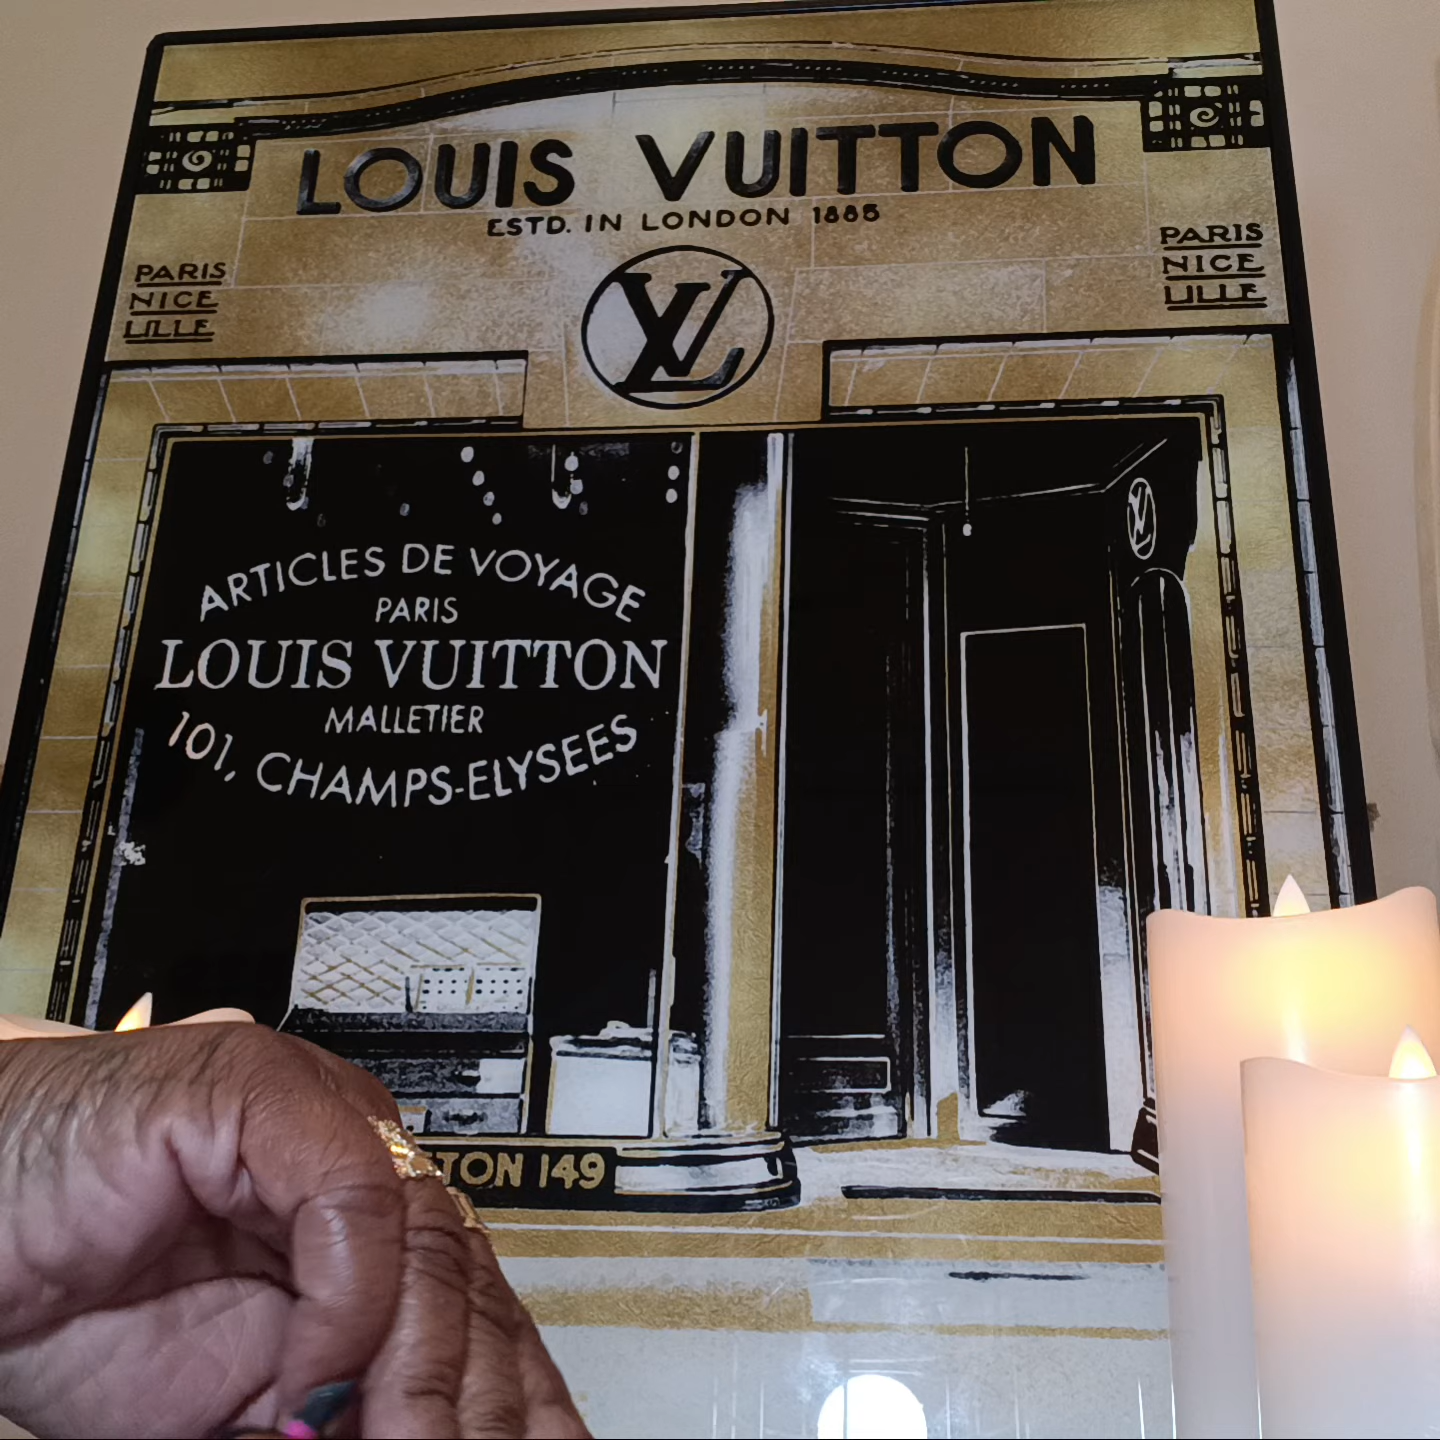 LOUIS VUITTON
ESTD. IN LONDON 1885
PARIS
NICE
LILLE
LV
PARIS
NICE
LILLE
LV
ARTICLES DE VOYAGE
PARIS
LOUIS VUITTON
MALLETIER
101, CHAMPS-ELYSEES
TON 149